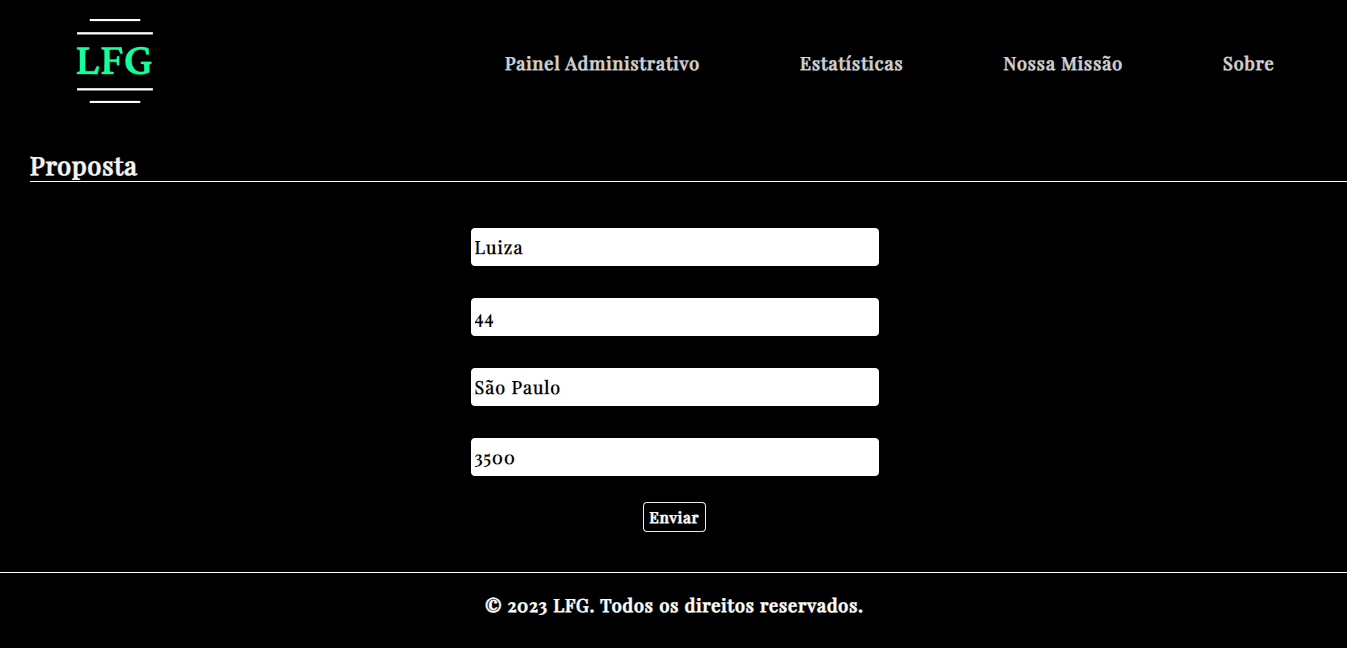 LFG
Painel Administrativo Estatísticas Nossa Missão Sobre
Proposta
Luiza
44
São Paulo
3500
Enviar
© 2023 LFG. Todos os direitos reservados.